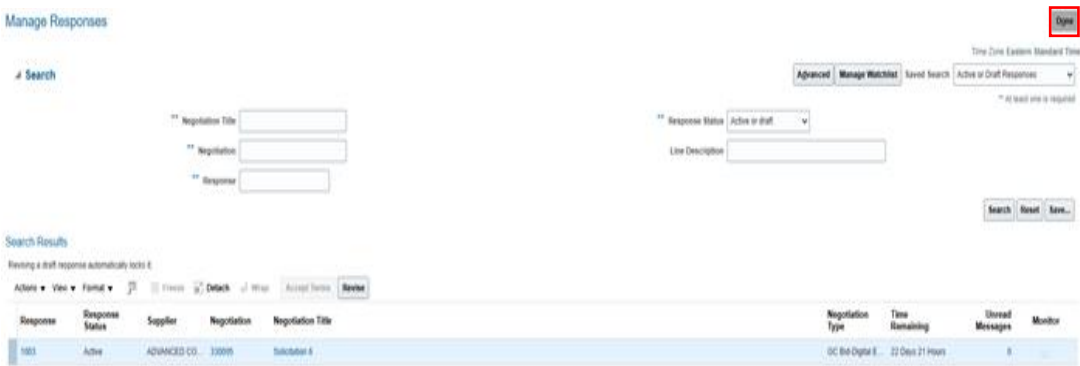 Manage Responses
Done
Time Zone Eastern Standard Time
Search
Advanced Manage Watchlist Saved Search Active or Draft Responses
** At least one is required
** Negotiation Title
** Response Status Active or draft
** Negotiation
Line Description
** Response
Search Reset Save...
Search Results
Revising a draft response automatically locks it.
Actions View Format Freeze Detach Wrap Accept Terms Revise
Response Response Status Supplier Negotiation Negotiation Title Negotiation Type Time Remaining Unread Messages Monitor
1003 Active ADVANCED CO... Solicitation 6 GC Bid-Digital E... 22 Days 21 Hours 0